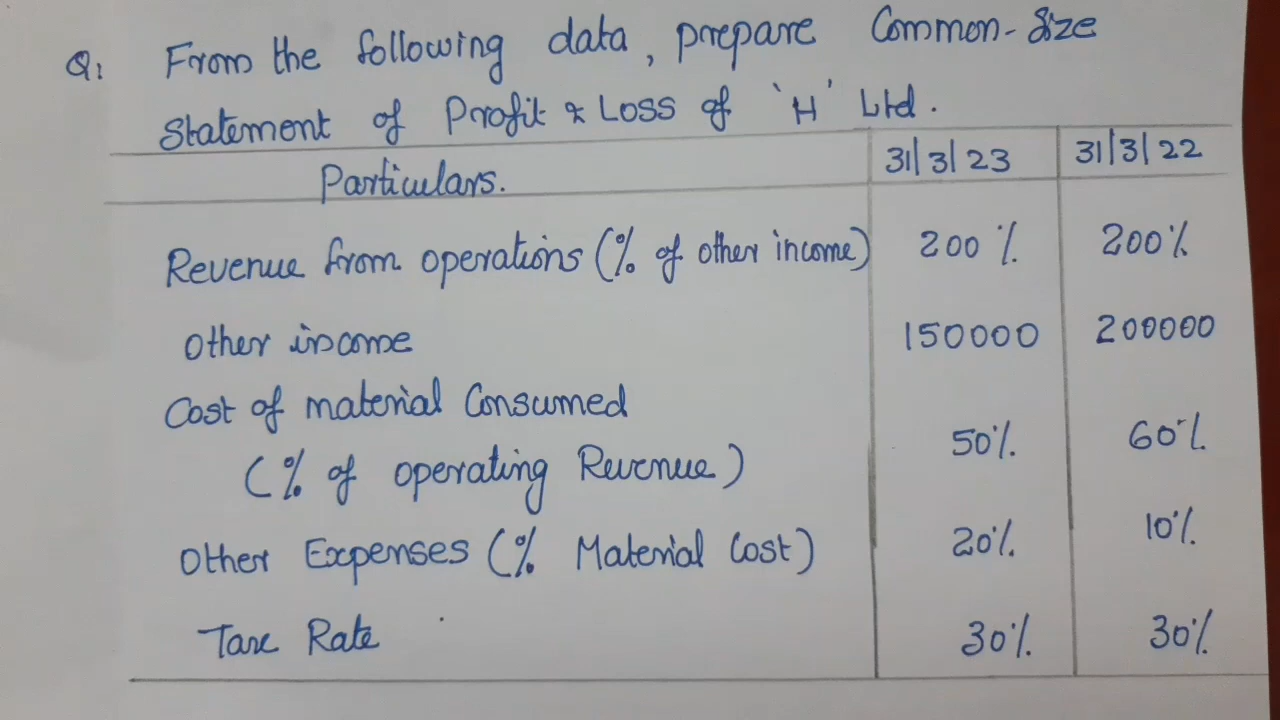 Q: From the following data, prepare Common-Size
Statement of Profit & Loss of 'H' Ltd.
Particulars. 31/3/23 31/3/22
Revenue from operations (% of other income) 200% 200%
Other income 150000 200000
Cost of material Consumed
(% of operating Revenue) 50% 60%
Other Expenses (% Material Cost) 20% 10%
Tax Rate 30% 30%